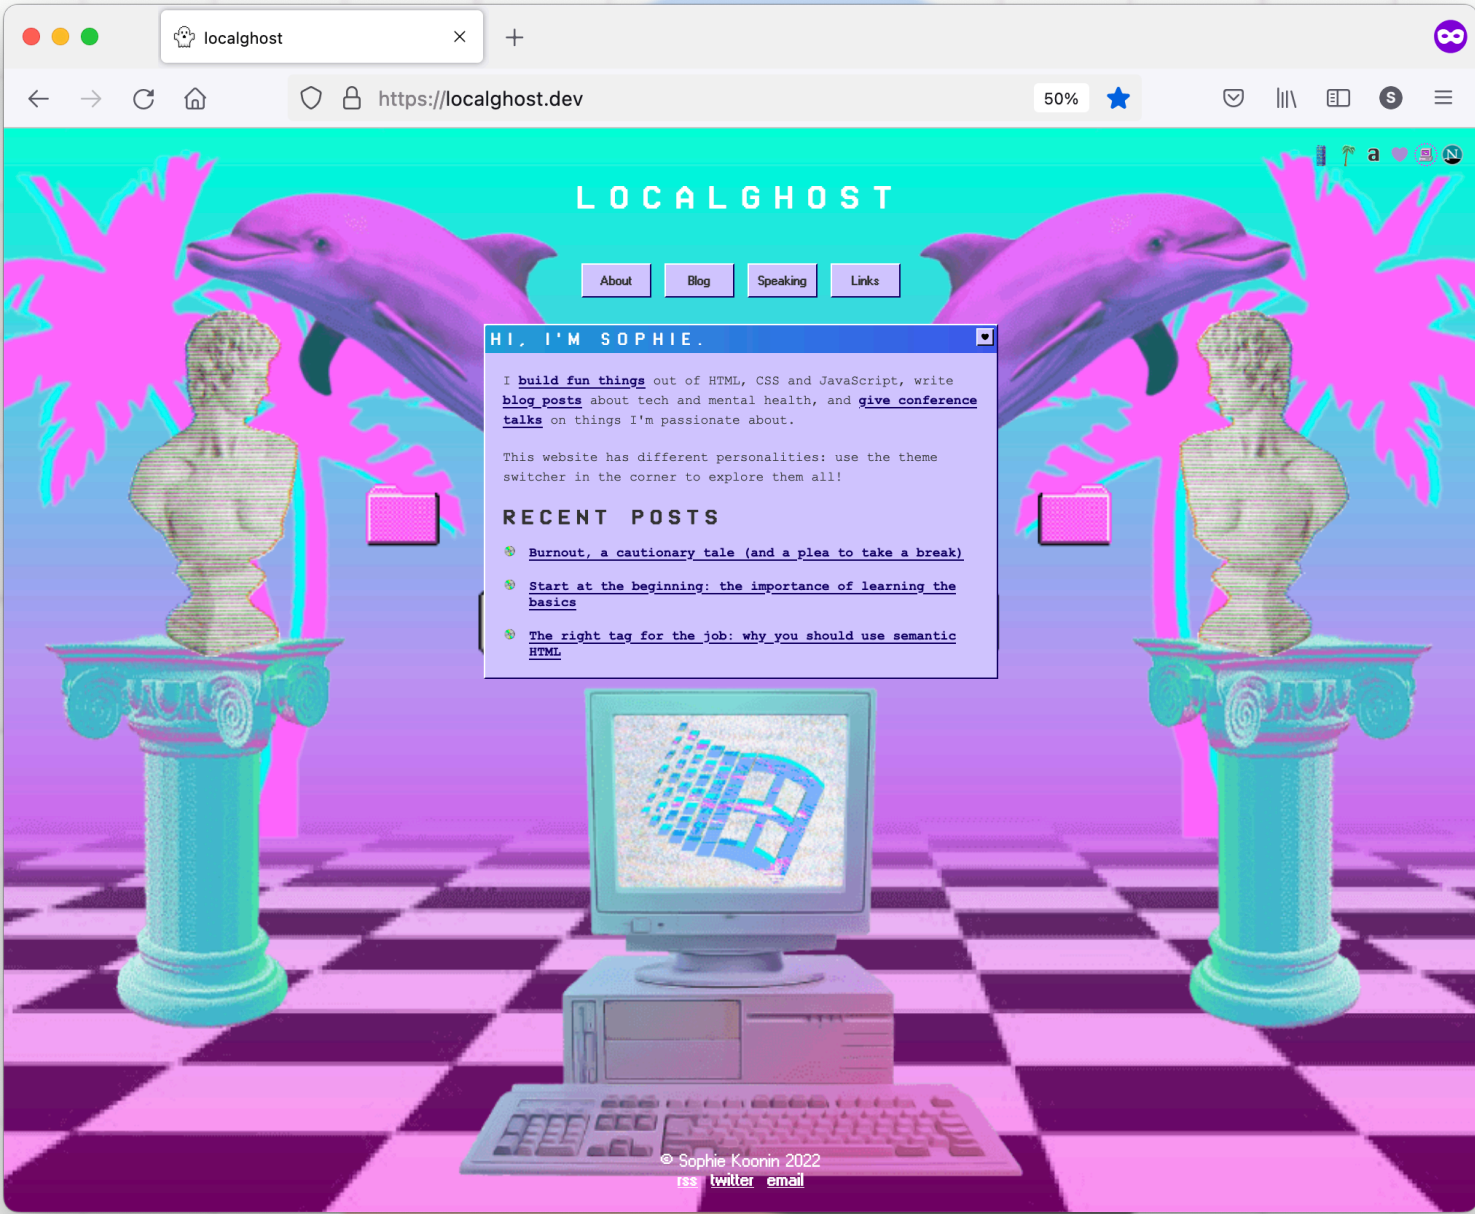 localghost
https://localghost.dev
50%
S
a
N
LOCALGHOST
About
Blog
Speaking
Links
HI, I'M SOPHIE.
I build fun things out of HTML, CSS and JavaScript, write
blog posts about tech and mental health, and give conference
talks on things I'm passionate about.
This website has different personalities: use the theme
switcher in the corner to explore them all!
RECENT POSTS
Burnout, a cautionary tale (and a plea to take a break)
Start at the beginning: the importance of learning the
basics
The right tag for the job: why you should use semantic
HTML
© Sophie Koonin 2022
rss twitter email